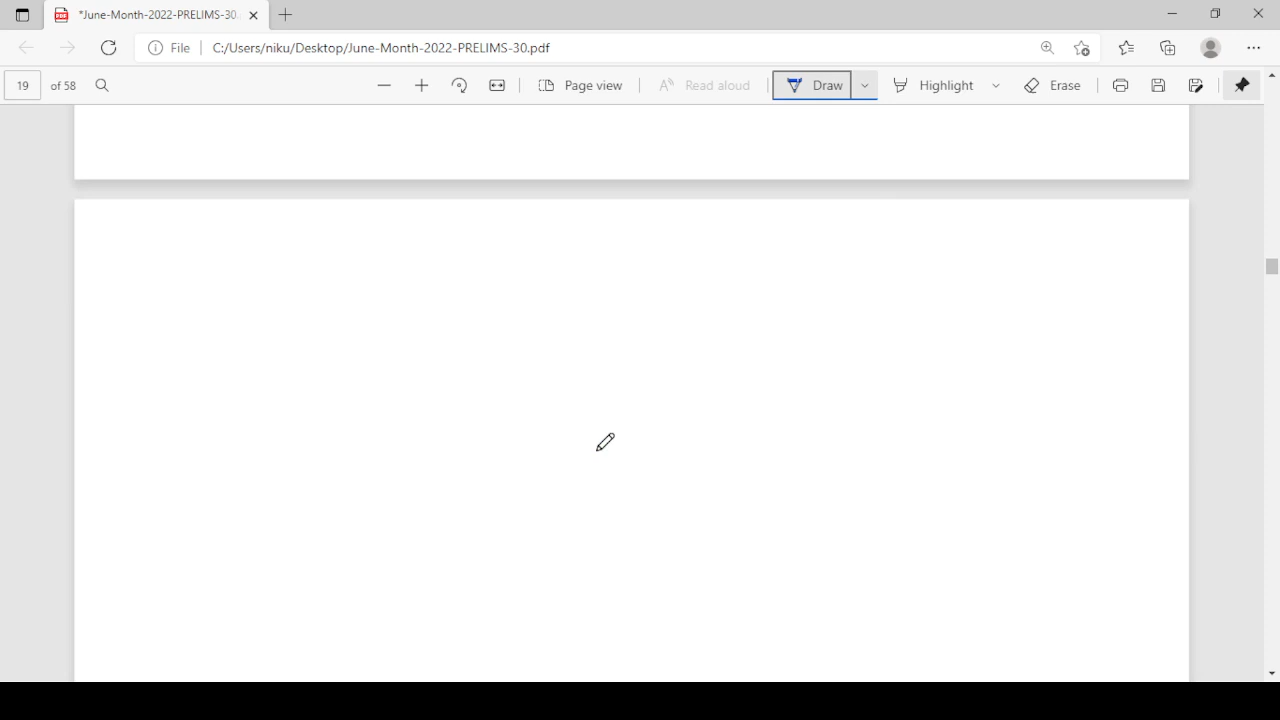 *June-Month-2022-PRELIMS-30.
File
C:/Users/niku/Desktop/June-Month-2022-PRELIMS-30.pdf
19 of 58
Page view
Read aloud
Draw
Highlight
Erase